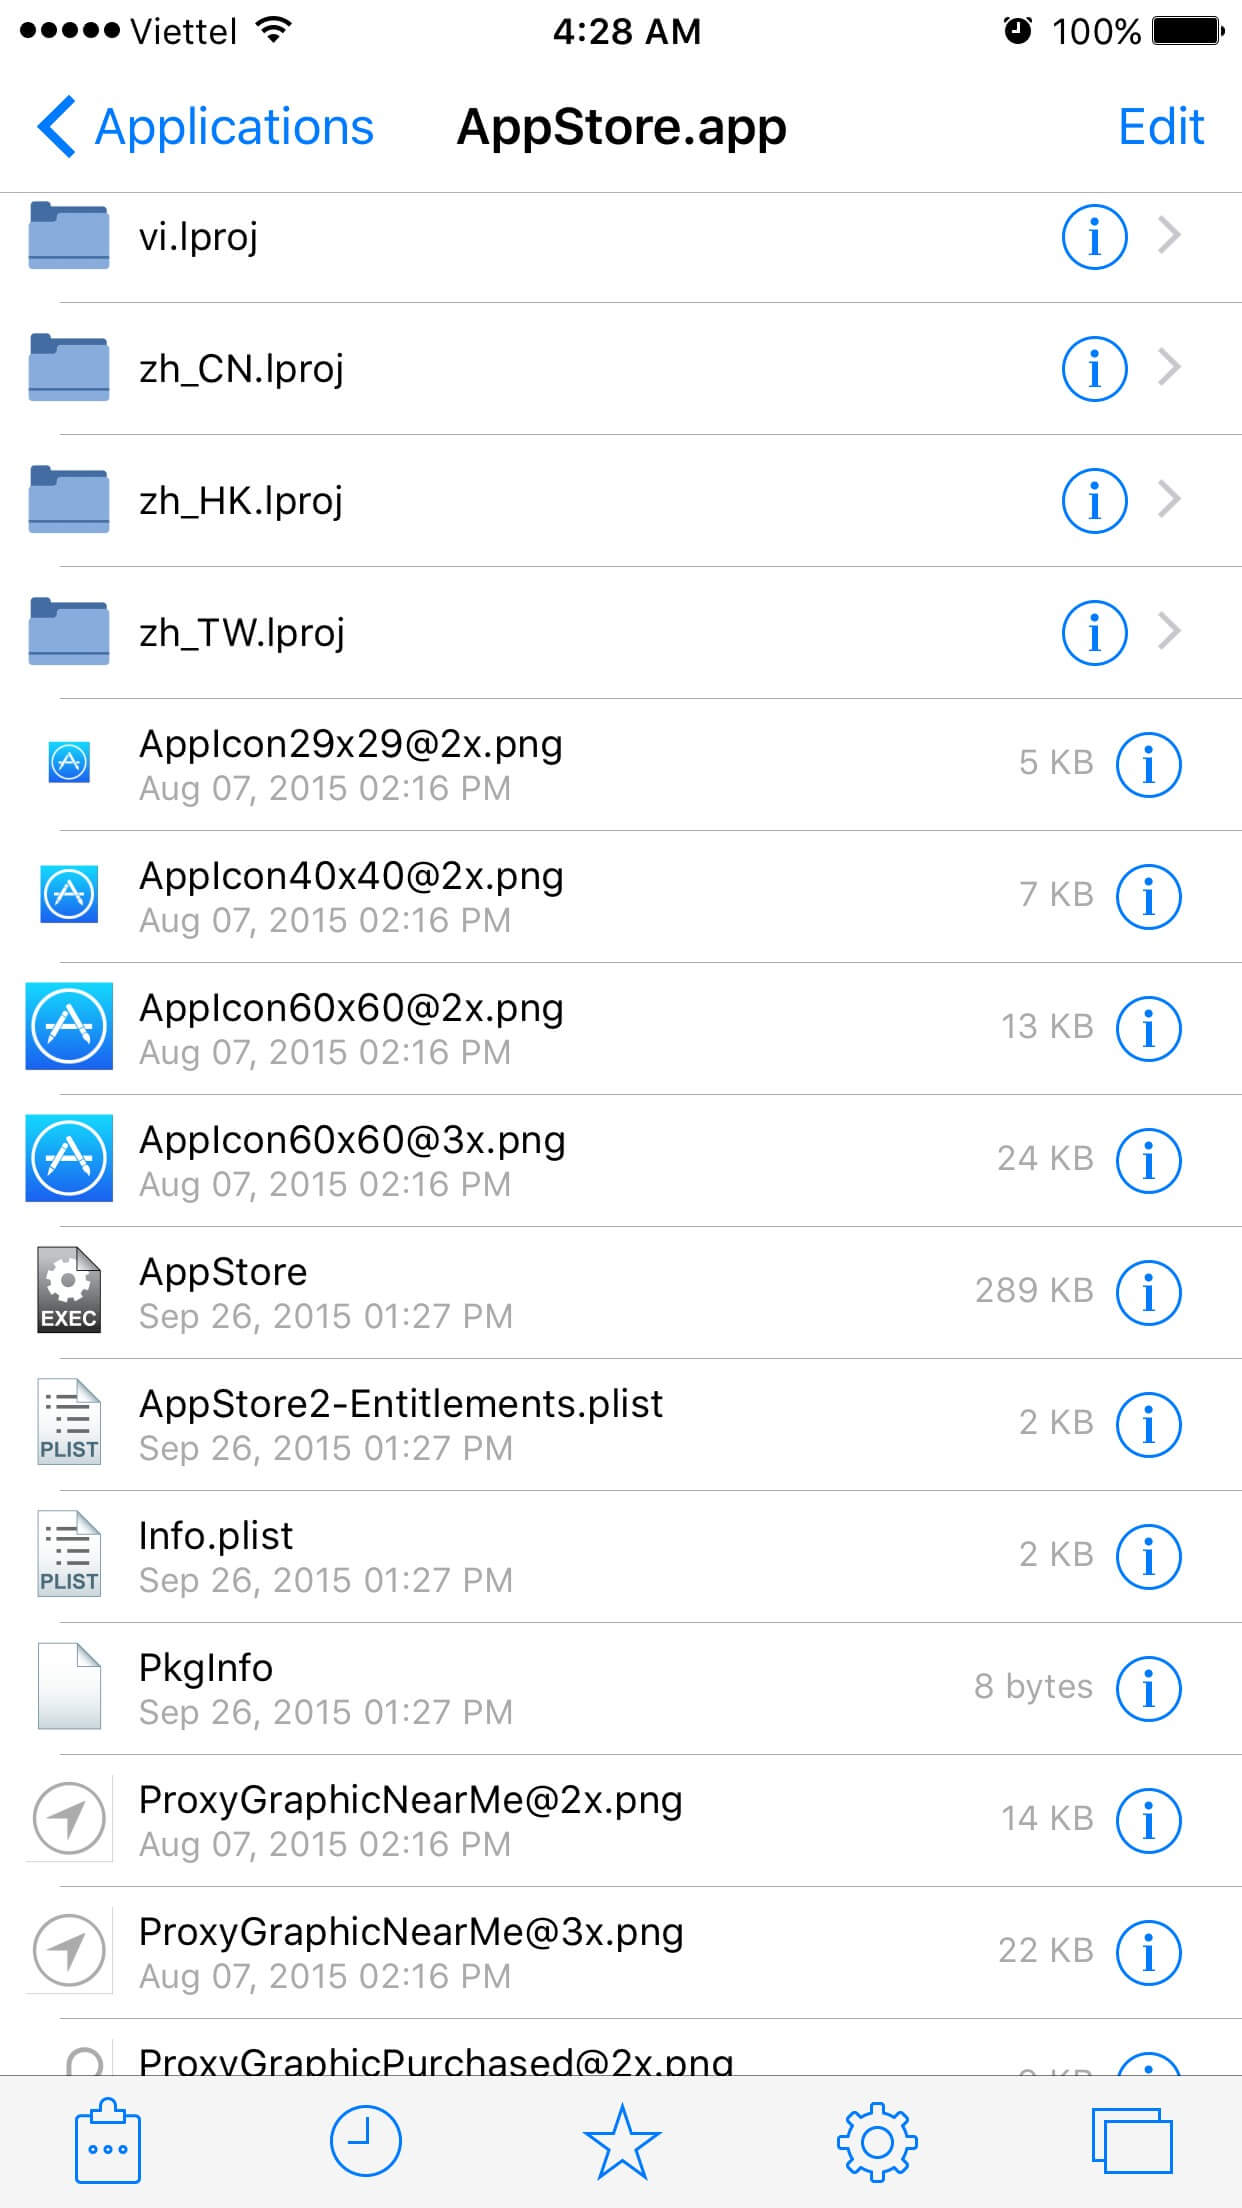 Viettel 4:28 AM 100%
Applications AppStore.app Edit
vi.lproj
zh_CN.lproj
zh_HK.lproj
zh_TW.lproj
AppIcon29x29@2x.png
Aug 07, 2015 02:16 PM
5 KB
AppIcon40x40@2x.png
Aug 07, 2015 02:16 PM
7 KB
AppIcon60x60@2x.png
Aug 07, 2015 02:16 PM
13 KB
AppIcon60x60@3x.png
Aug 07, 2015 02:16 PM
24 KB
EXEC
AppStore
Sep 26, 2015 01:27 PM
289 KB
PLIST
AppStore2-Entitlements.plist
Sep 26, 2015 01:27 PM
2 KB
PLIST
Info.plist
Sep 26, 2015 01:27 PM
2 KB
PkgInfo
Sep 26, 2015 01:27 PM
8 bytes
ProxyGraphicNearMe@2x.png
Aug 07, 2015 02:16 PM
14 KB
ProxyGraphicNearMe@3x.png
Aug 07, 2015 02:16 PM
22 KB
ProxyGraphicPurchased@2x.png